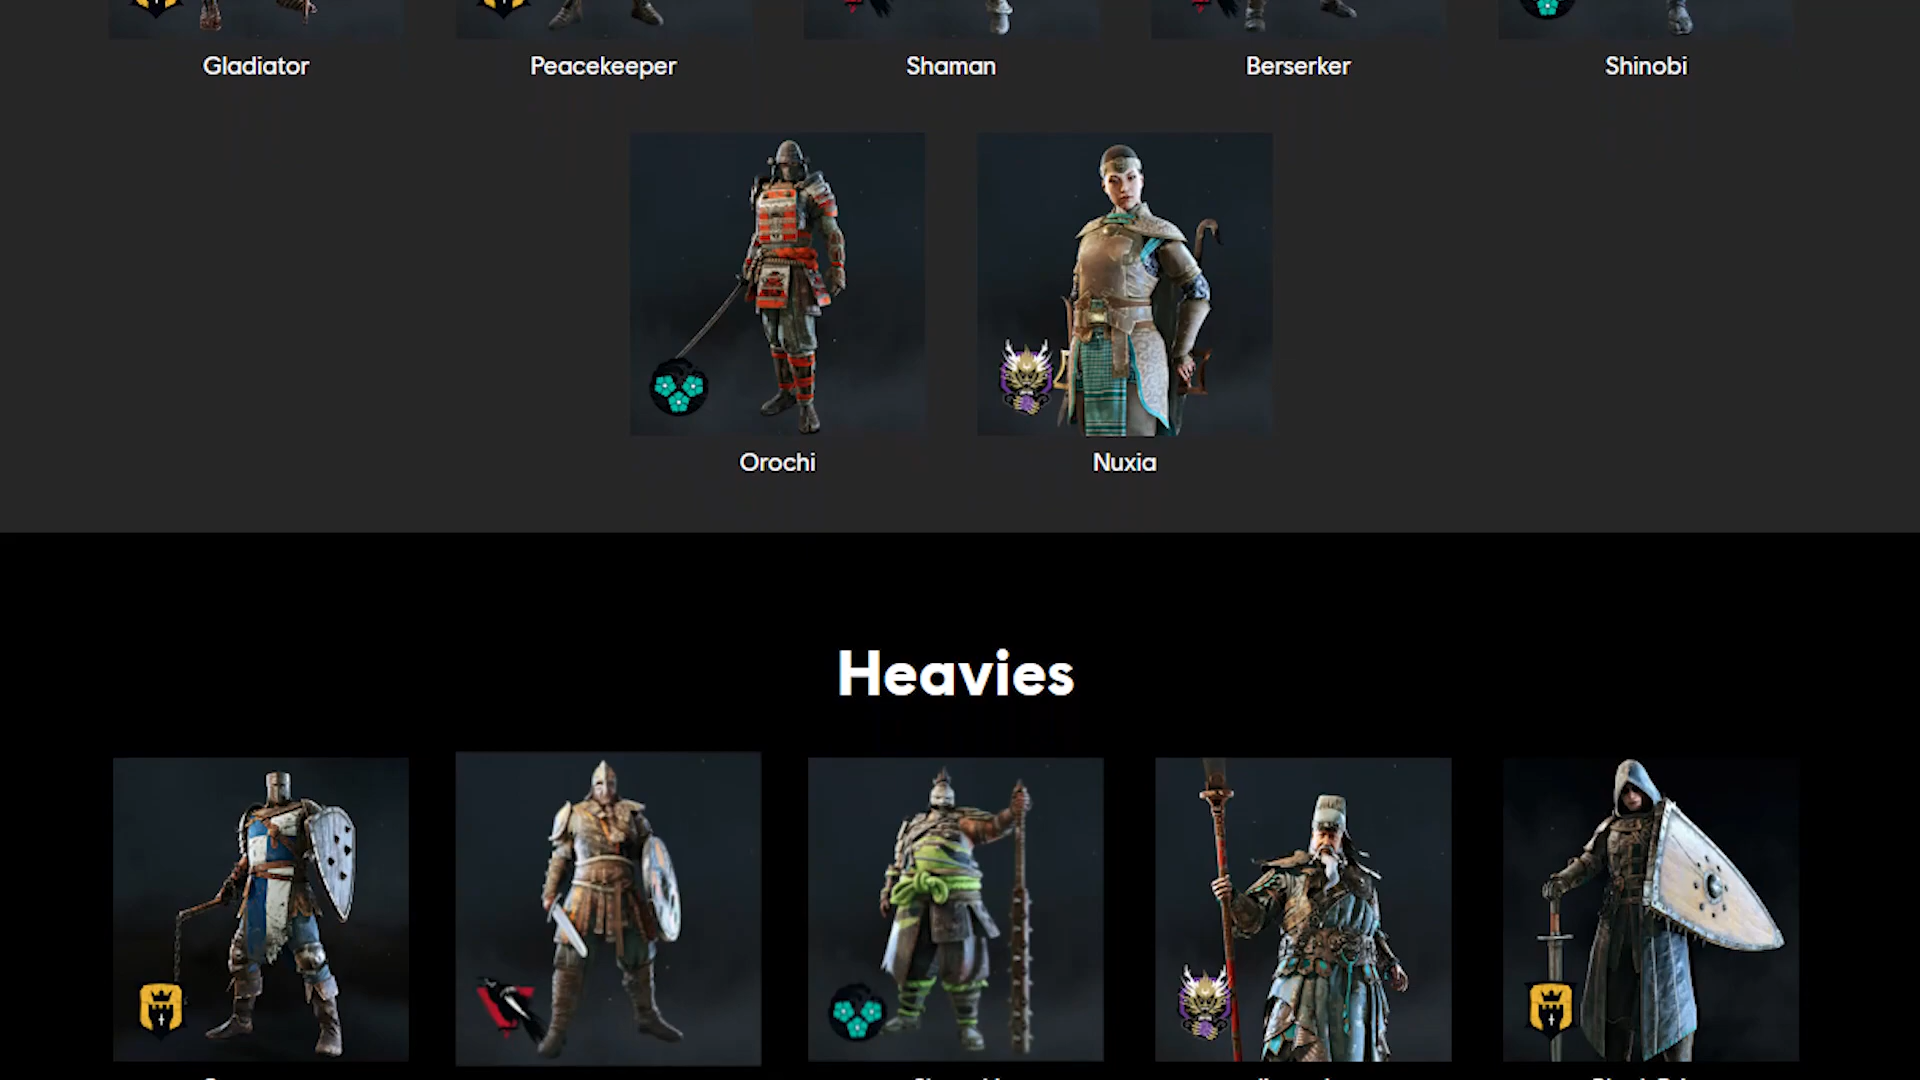 Gladiator
Peacekeeper
Shaman
Berserker
Shinobi
Orochi
Nuxia
Heavies